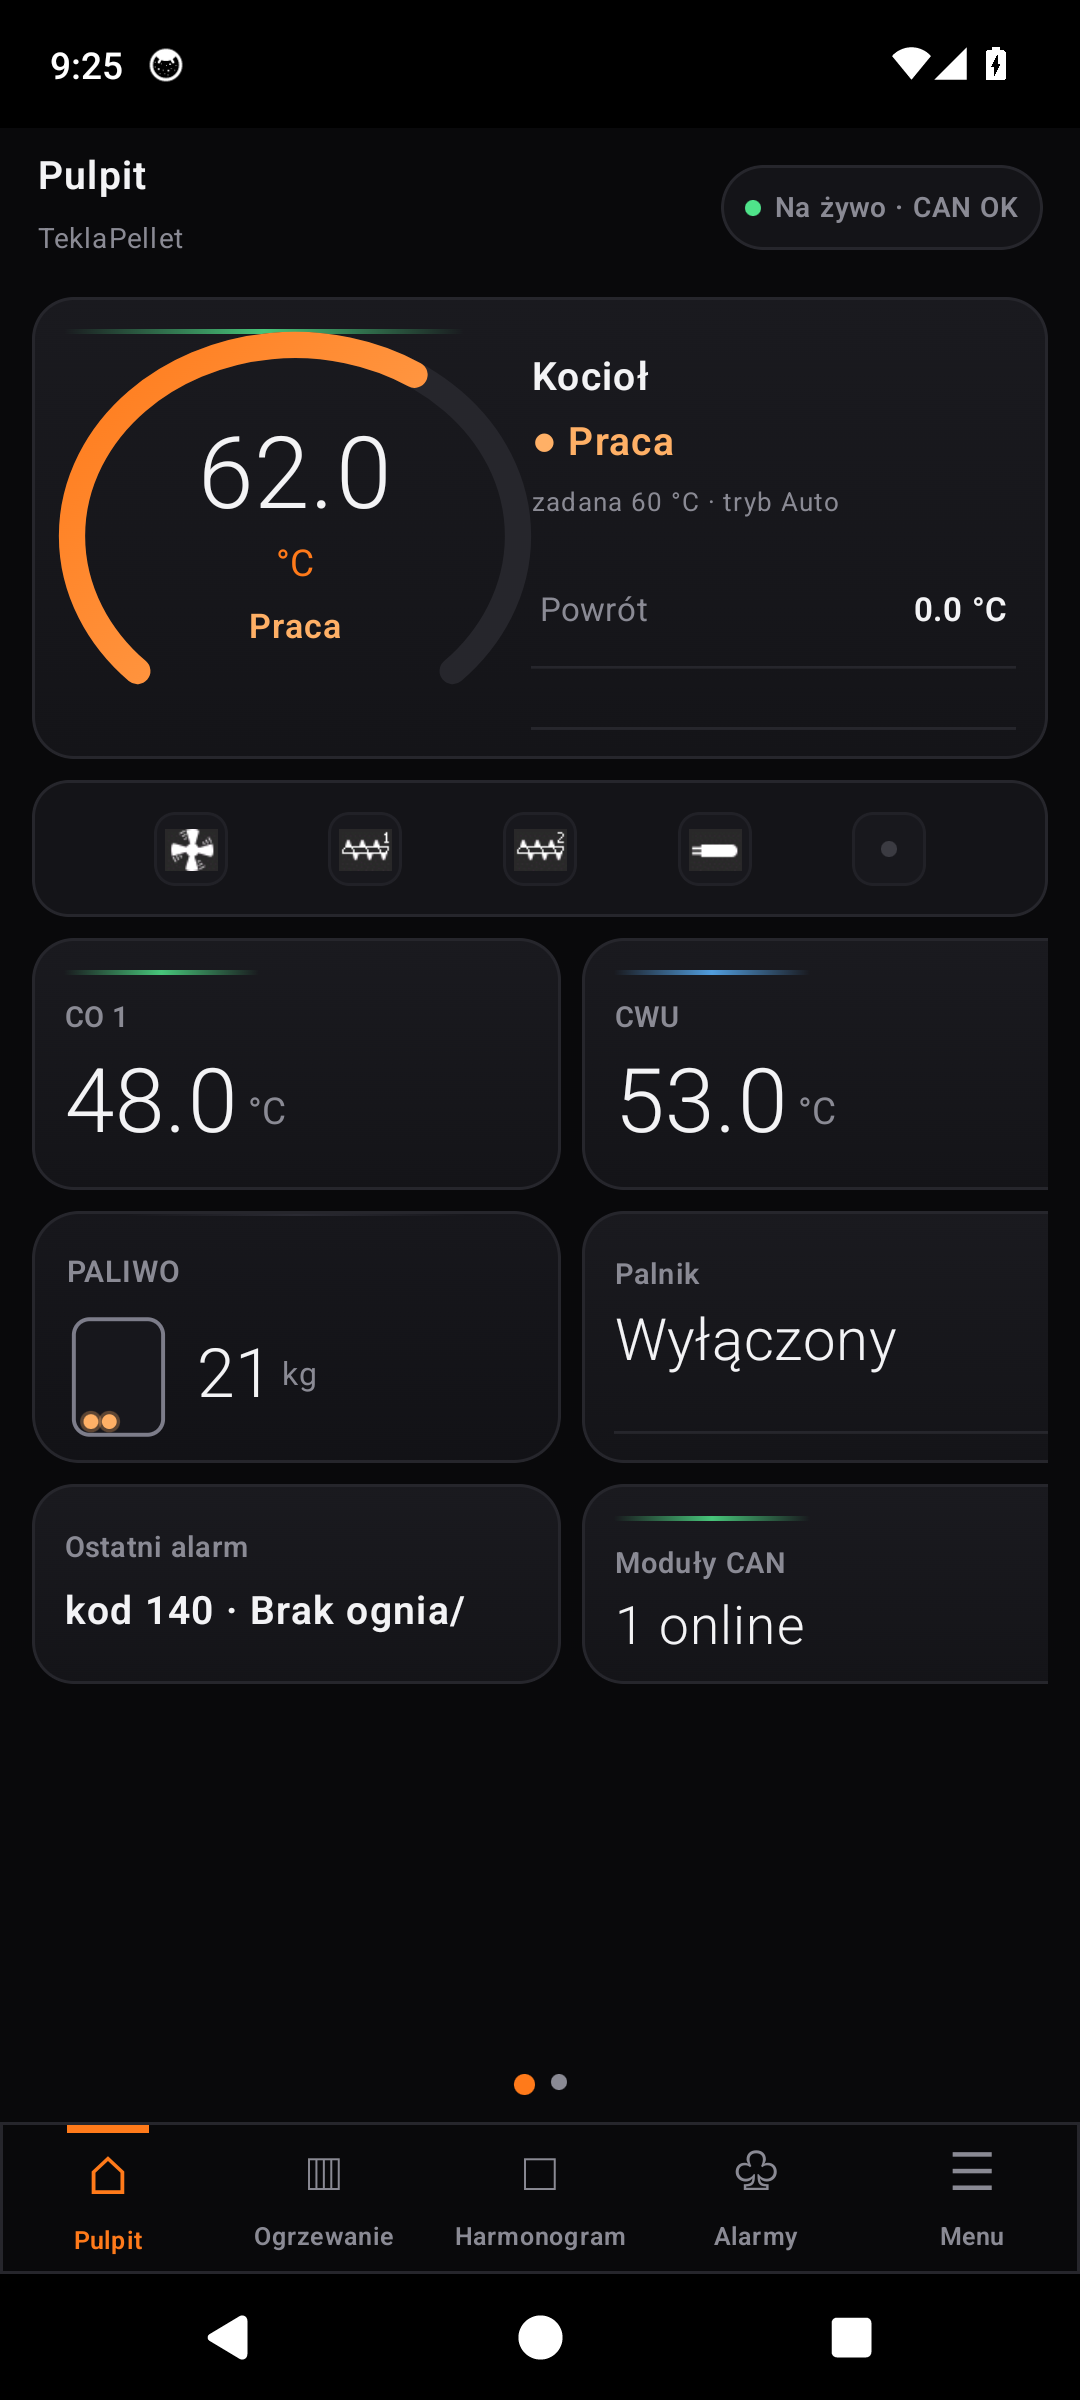 9:25
Pulpit
TeklaPellet
Na żywo · CAN OK
62.0
°C
Praca
Kocioł
Praca
zadana 60 °C · tryb Auto
Powrót 0.0 °C
1
2
CO 1
48.0 °C
CWU
53.0 °C
PALIWO
21 kg
Palnik
Wyłączony
Ostatni alarm
kod 140 · Brak ognia/
Moduły CAN
1 online
Pulpit
Ogrzewanie
Harmonogram
Alarmy
Menu